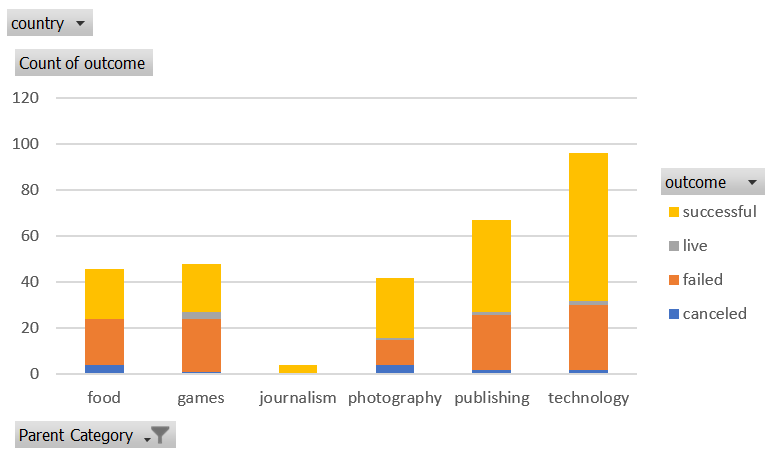 country
Count of outcome
120
100
80
60
40
20
0
food games journalism photography publishing technology
outcome
successful
live
failed
canceled
Parent Category